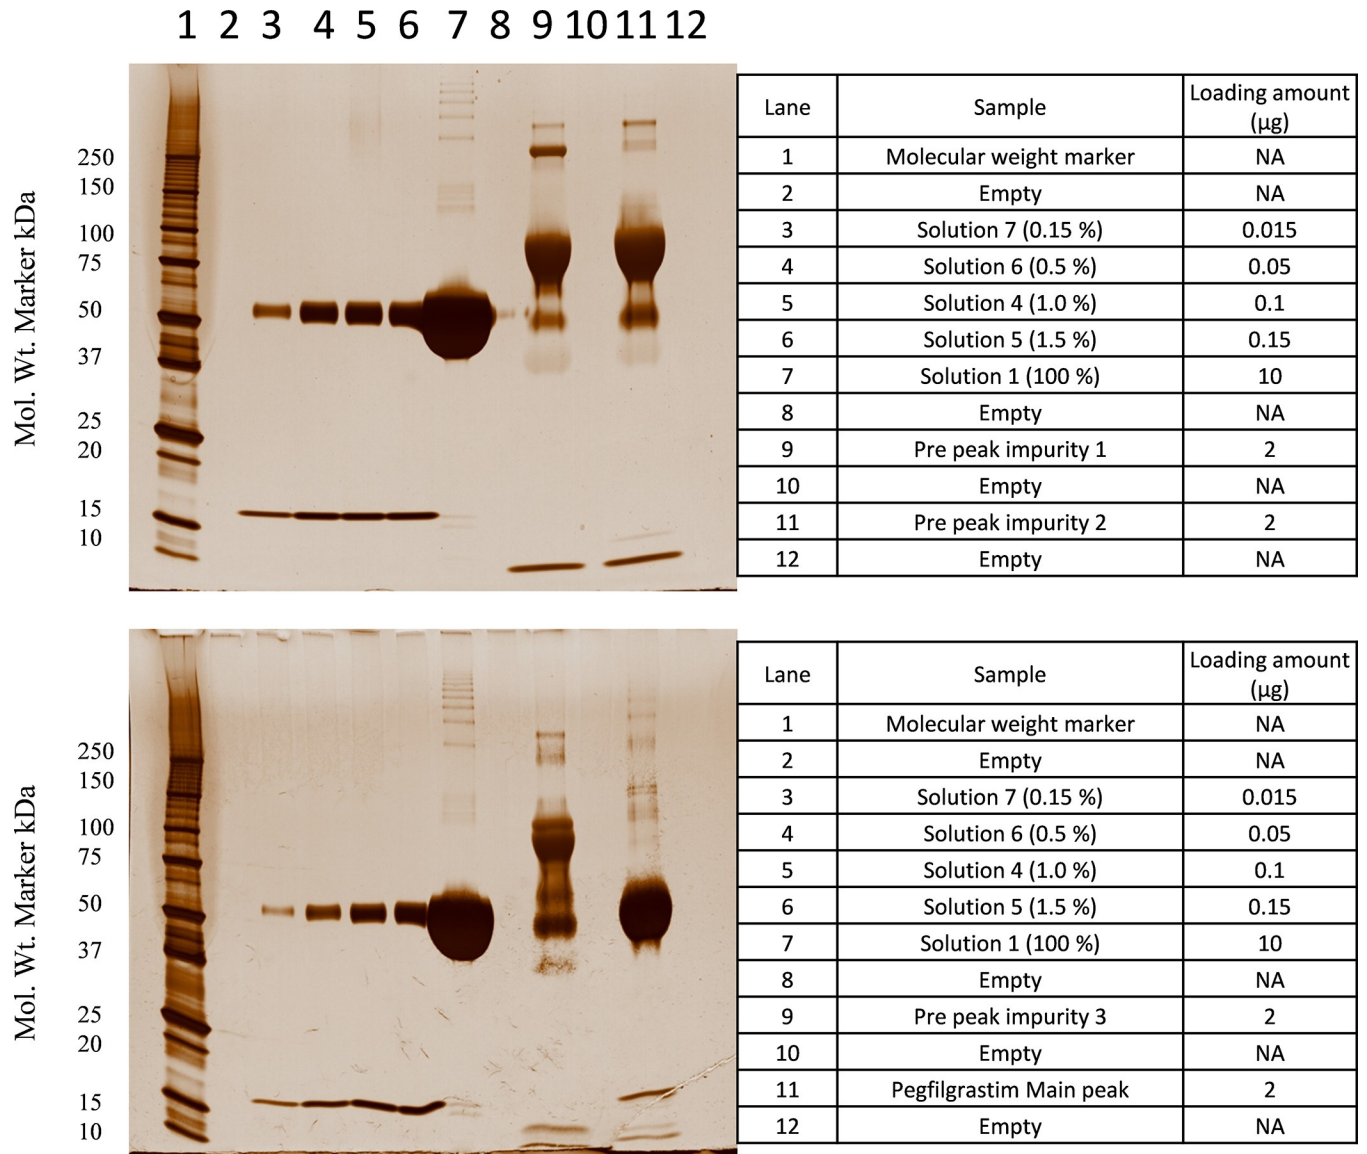 1 2 3 4 5 6 7 8 9 10 11 12
Mol. Wt. Marker kDa
250
150
100
75
50
37
25
20
15
10
Lane Sample Loading amount (µg)
1 Molecular weight marker NA
2 Empty NA
3 Solution 7 (0.15 %) 0.015
4 Solution 6 (0.5 %) 0.05
5 Solution 4 (1.0 %) 0.1
6 Solution 5 (1.5 %) 0.15
7 Solution 1 (100 %) 10
8 Empty NA
9 Pre peak impurity 1 2
10 Empty NA
11 Pre peak impurity 2 2
12 Empty NA
Mol. Wt. Marker kDa
250
150
100
75
50
37
25
20
15
10
Lane Sample Loading amount (µg)
1 Molecular weight marker NA
2 Empty NA
3 Solution 7 (0.15 %) 0.015
4 Solution 6 (0.5 %) 0.05
5 Solution 4 (1.0 %) 0.1
6 Solution 5 (1.5 %) 0.15
7 Solution 1 (100 %) 10
8 Empty NA
9 Pre peak impurity 3 2
10 Empty NA
11 Pegfilgrastim Main peak 2
12 Empty NA